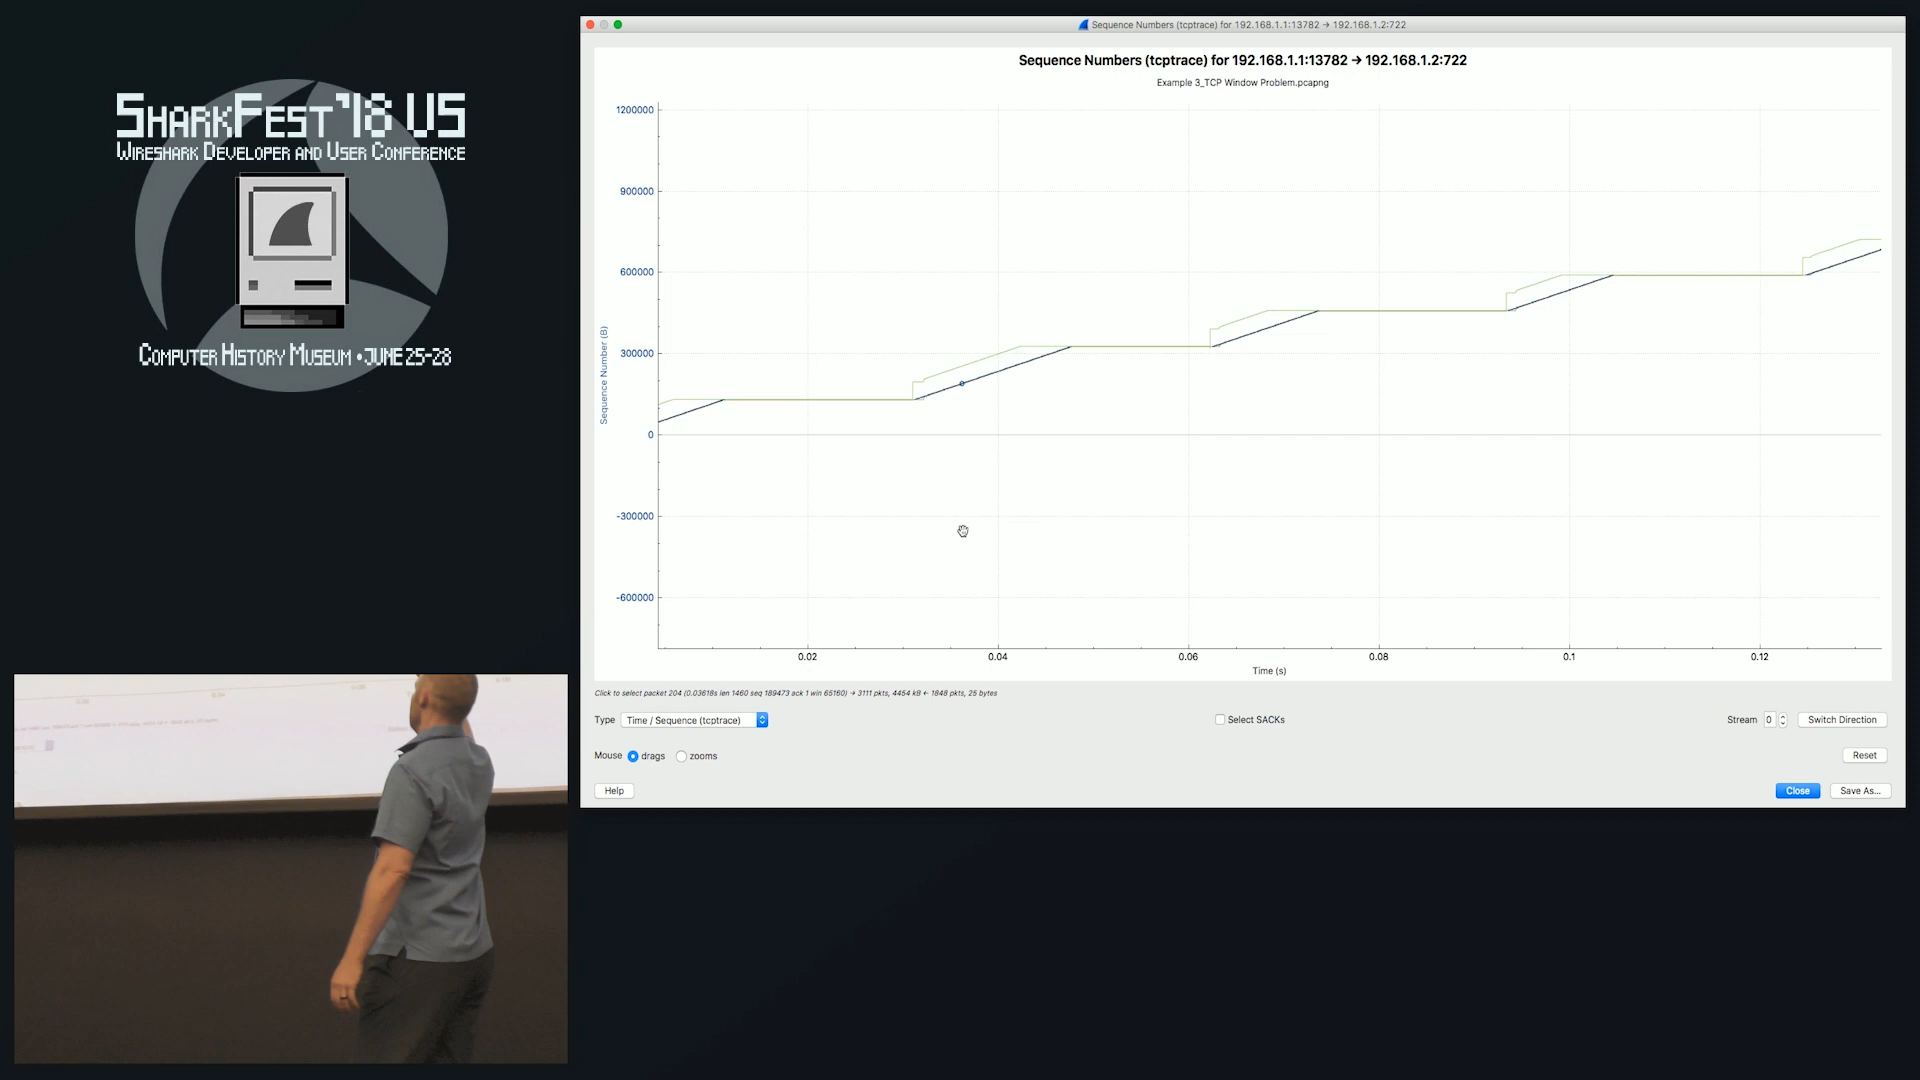 SHARKFEST'18 US
WIRESHARK DEVELOPER AND USER CONFERENCE
COMPUTER HISTORY MUSEUM • JUNE 25-28
Sequence Numbers (tcptrace) for 192.168.1.1:13782 → 192.168.1.2:722
Sequence Numbers (tcptrace) for 192.168.1.1:13782 → 192.168.1.2:722
Example 3_TCP Window Problem.pcapng
Sequence Number (B)
1200000
900000
600000
300000
0
-300000
-600000
0.02 0.04 0.06 0.08 0.1 0.12
Time (s)
Click to select packet 204 (0.03618s len 1460 seq 189473 ack 1 win 65160) → 3111 pkts, 4454 kB ← 1848 pkts, 25 bytes
Type Time / Sequence (tcptrace) Select SACKs Stream 0 Switch Direction
Mouse drags zooms Reset
Help Close Save As...